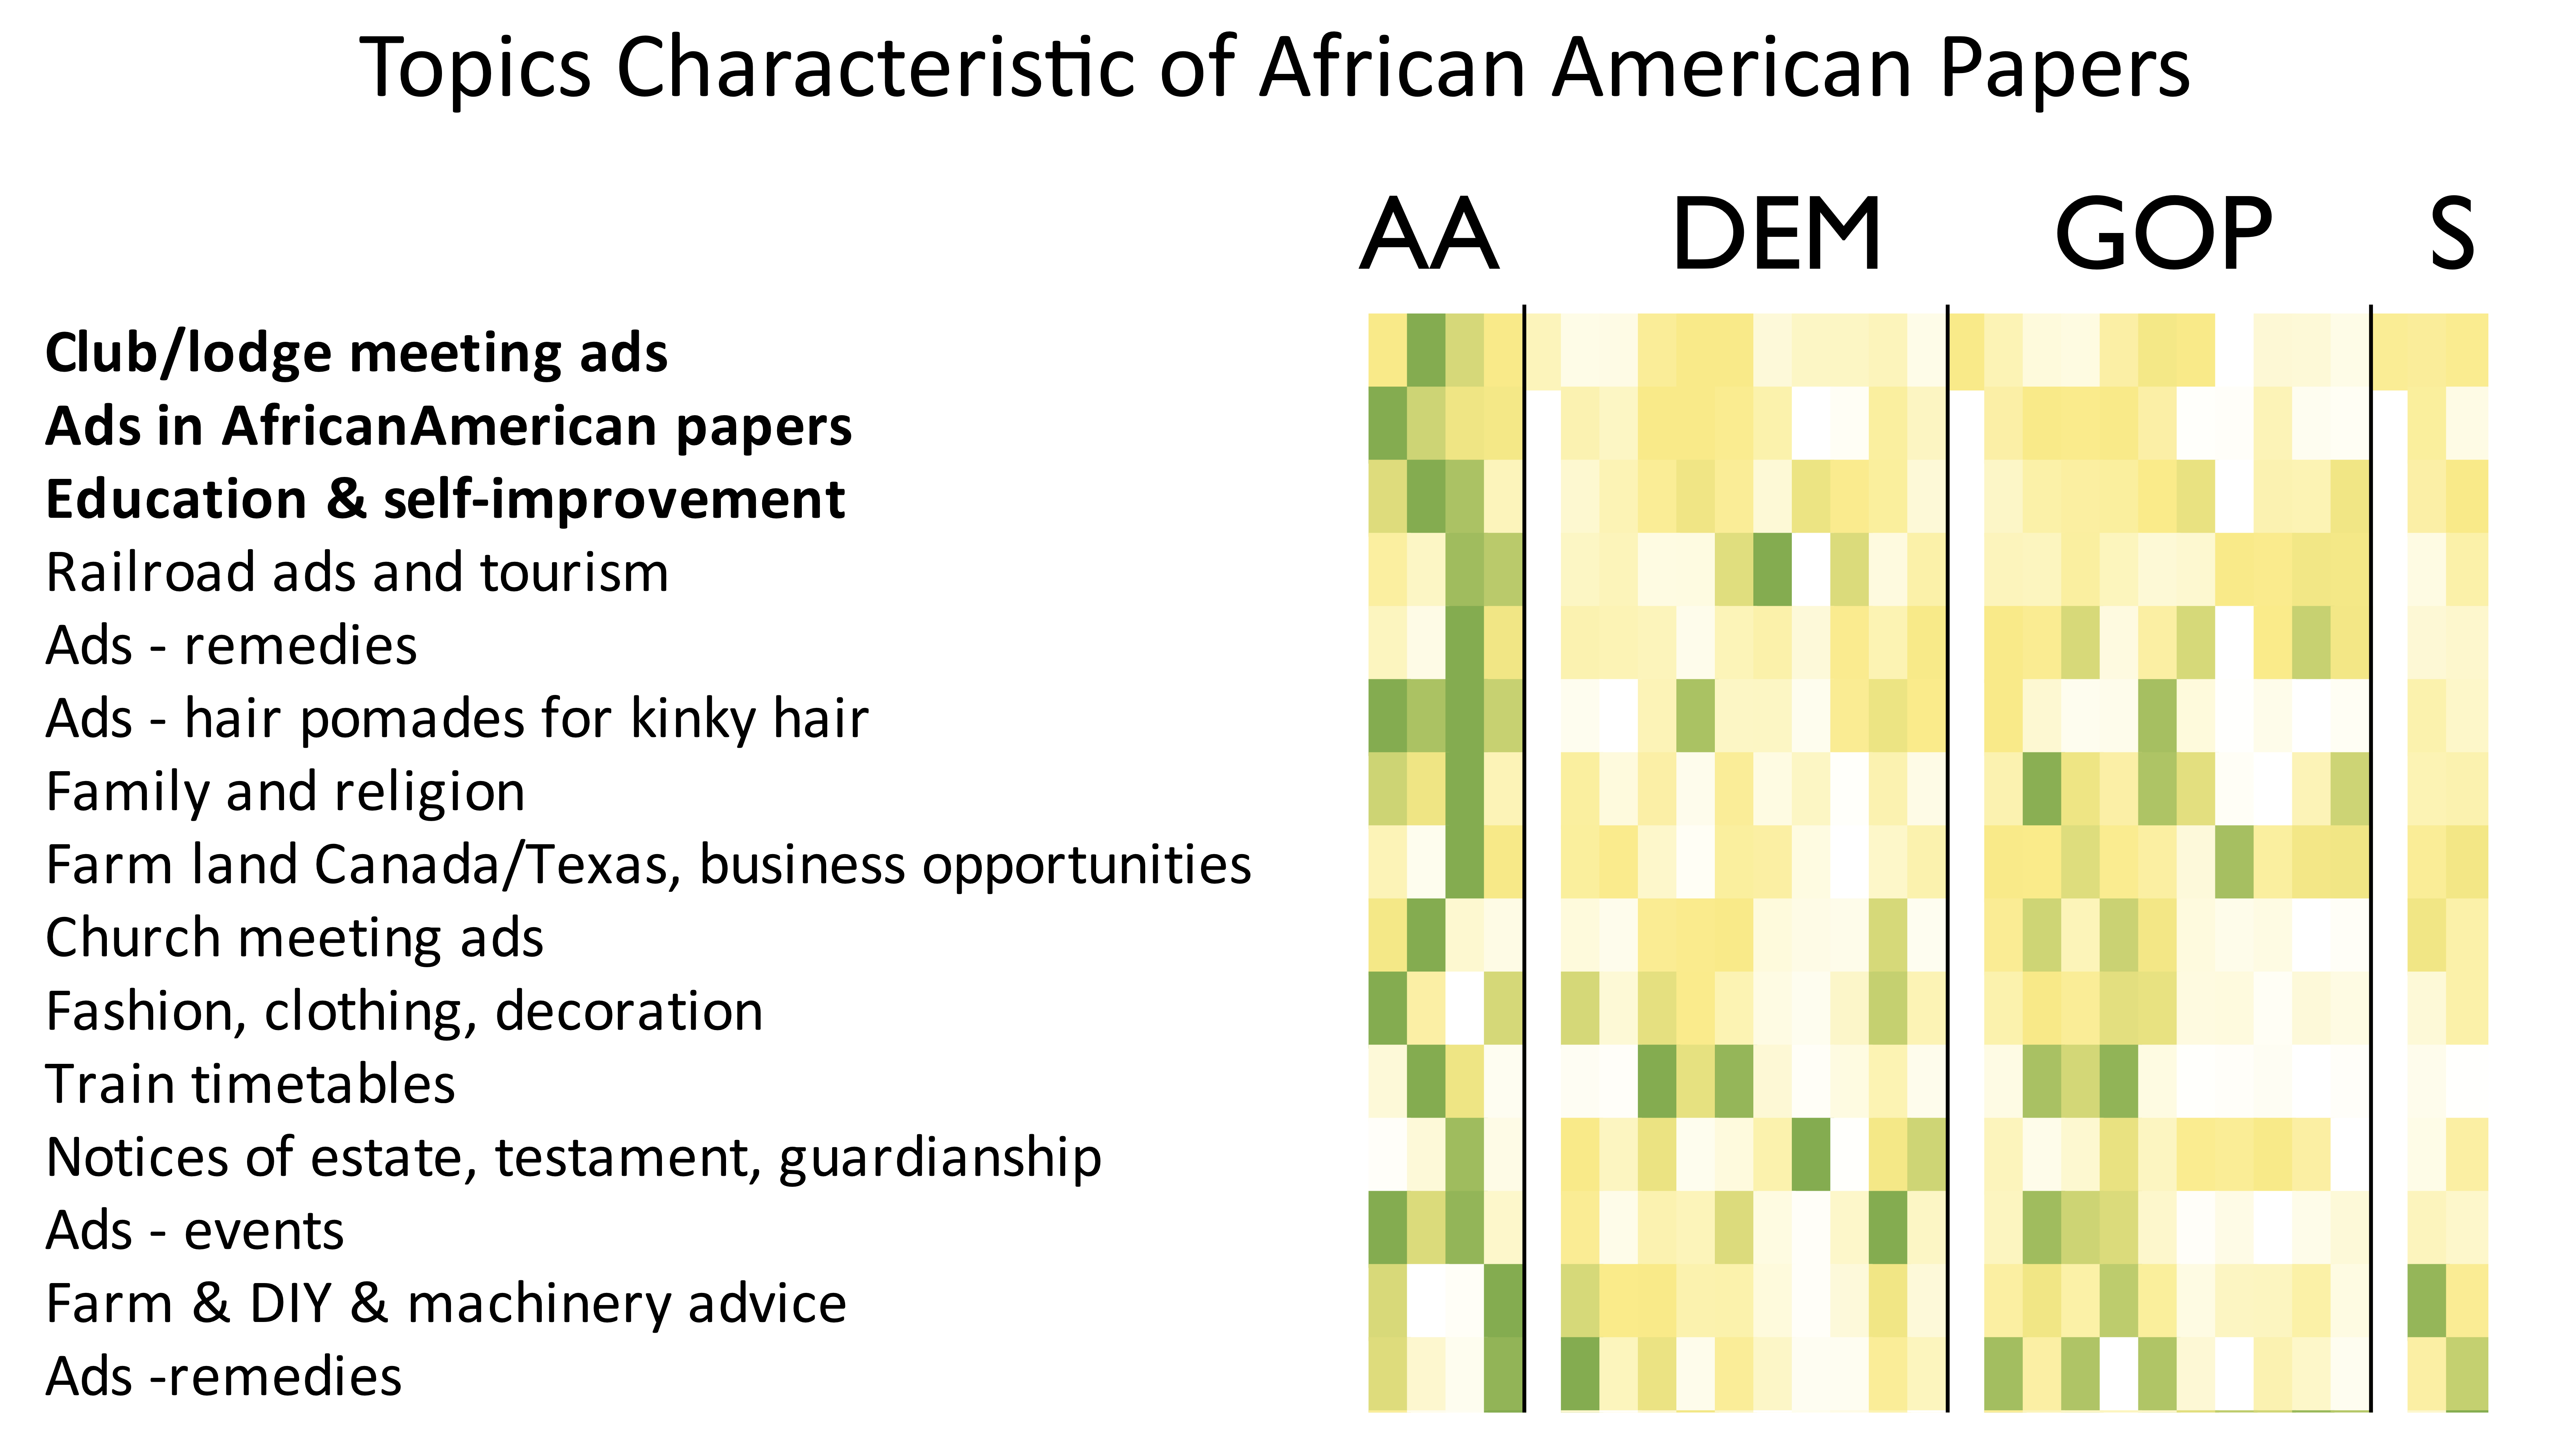 Topics Characteristic of African American Papers
AA DEM GOP S
Club/lodge meeting ads
Ads in AfricanAmerican papers
Education & self-improvement
Railroad ads and tourism
Ads - remedies
Ads - hair pomades for kinky hair
Family and religion
Farm land Canada/Texas, business opportunities
Church meeting ads
Fashion, clothing, decoration
Train timetables
Notices of estate, testament, guardianship
Ads - events
Farm & DIY & machinery advice
Ads -remedies